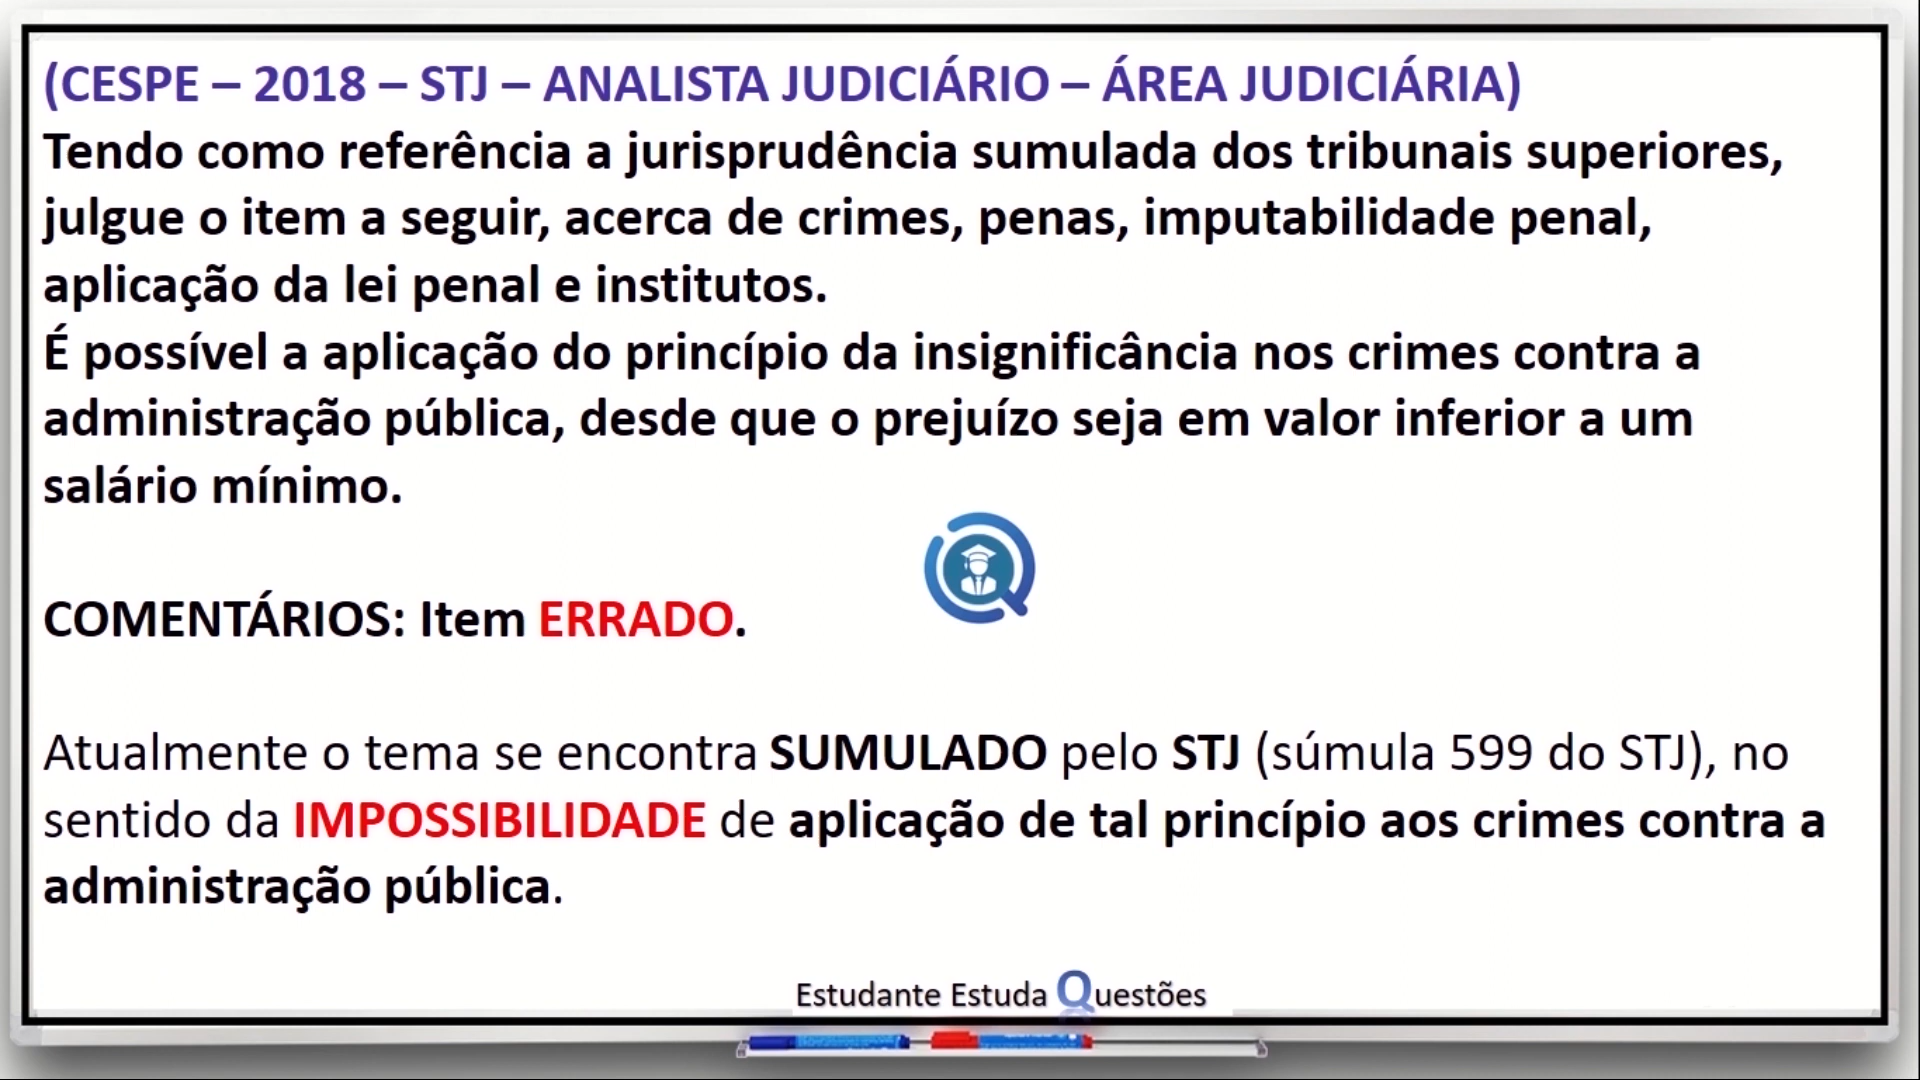 (CESPE – 2018 – STJ – ANALISTA JUDICIÁRIO – ÁREA JUDICIÁRIA)
Tendo como referência a jurisprudência sumulada dos tribunais superiores,
julgue o item a seguir, acerca de crimes, penas, imputabilidade penal,
aplicação da lei penal e institutos.
É possível a aplicação do princípio da insignificância nos crimes contra a
administração pública, desde que o prejuízo seja em valor inferior a um
salário mínimo.
COMENTÁRIOS: Item ERRADO.
Atualmente o tema se encontra SUMULADO pelo STJ (súmula 599 do STJ), no
sentido da IMPOSSIBILIDADE de aplicação de tal princípio aos crimes contra a
administração pública.
Estudante Estuda Questões